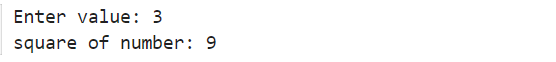 Enter value: 3
square of number: 9